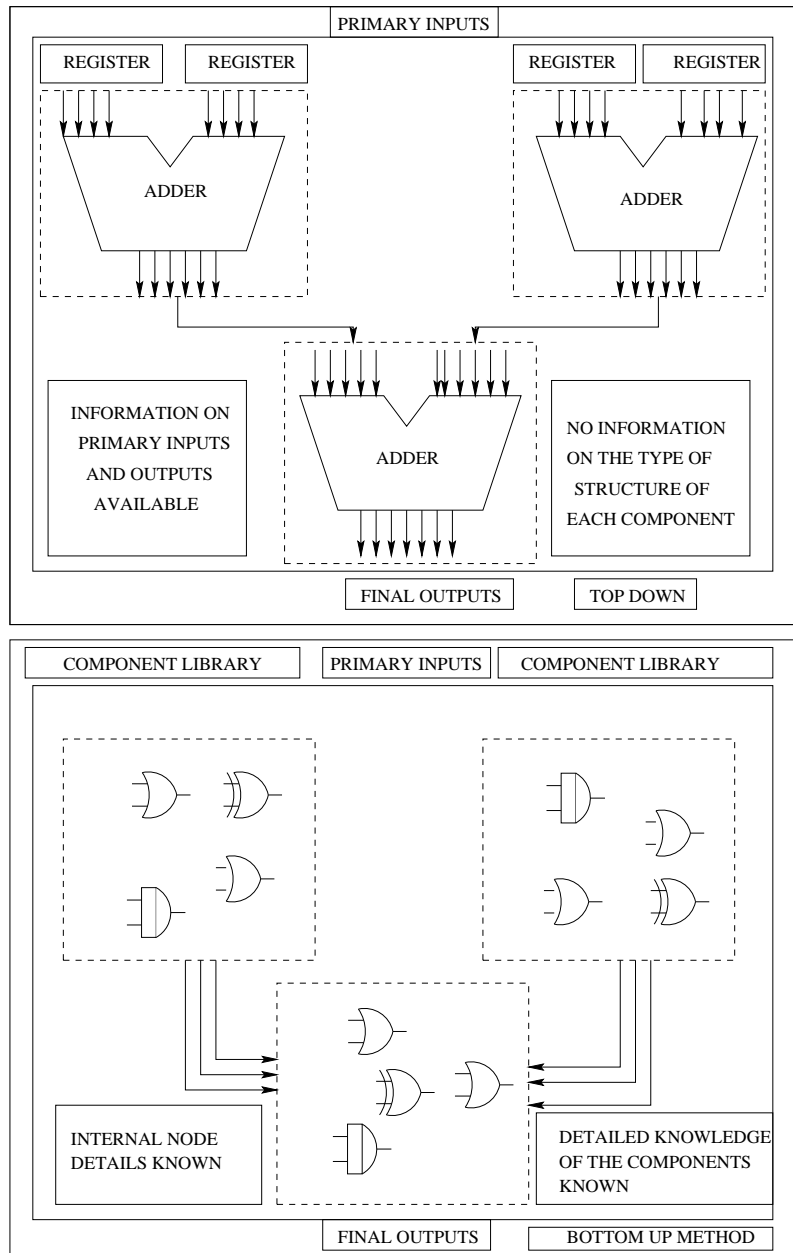 PRIMARY INPUTS
REGISTER
REGISTER
REGISTER
REGISTER
ADDER
ADDER
INFORMATION ON
PRIMARY INPUTS
AND OUTPUTS
AVAILABLE
ADDER
NO INFORMATION
ON THE TYPE OF
STRUCTURE OF
EACH COMPONENT
FINAL OUTPUTS
TOP DOWN
COMPONENT LIBRARY
PRIMARY INPUTS
COMPONENT LIBRARY
INTERNAL NODE
DETAILS KNOWN
DETAILED KNOWLEDGE
OF THE COMPONENTS
KNOWN
FINAL OUTPUTS
BOTTOM UP METHOD